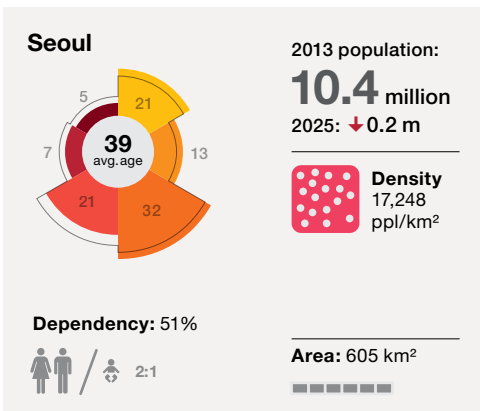 Seoul
5
21
7
39
avg.age
13
21
32
Dependency: 51%
2:1
2013 population:
10.4 million
2025: 0.2 m
Density
17,248
ppl/km²
Area: 605 km²